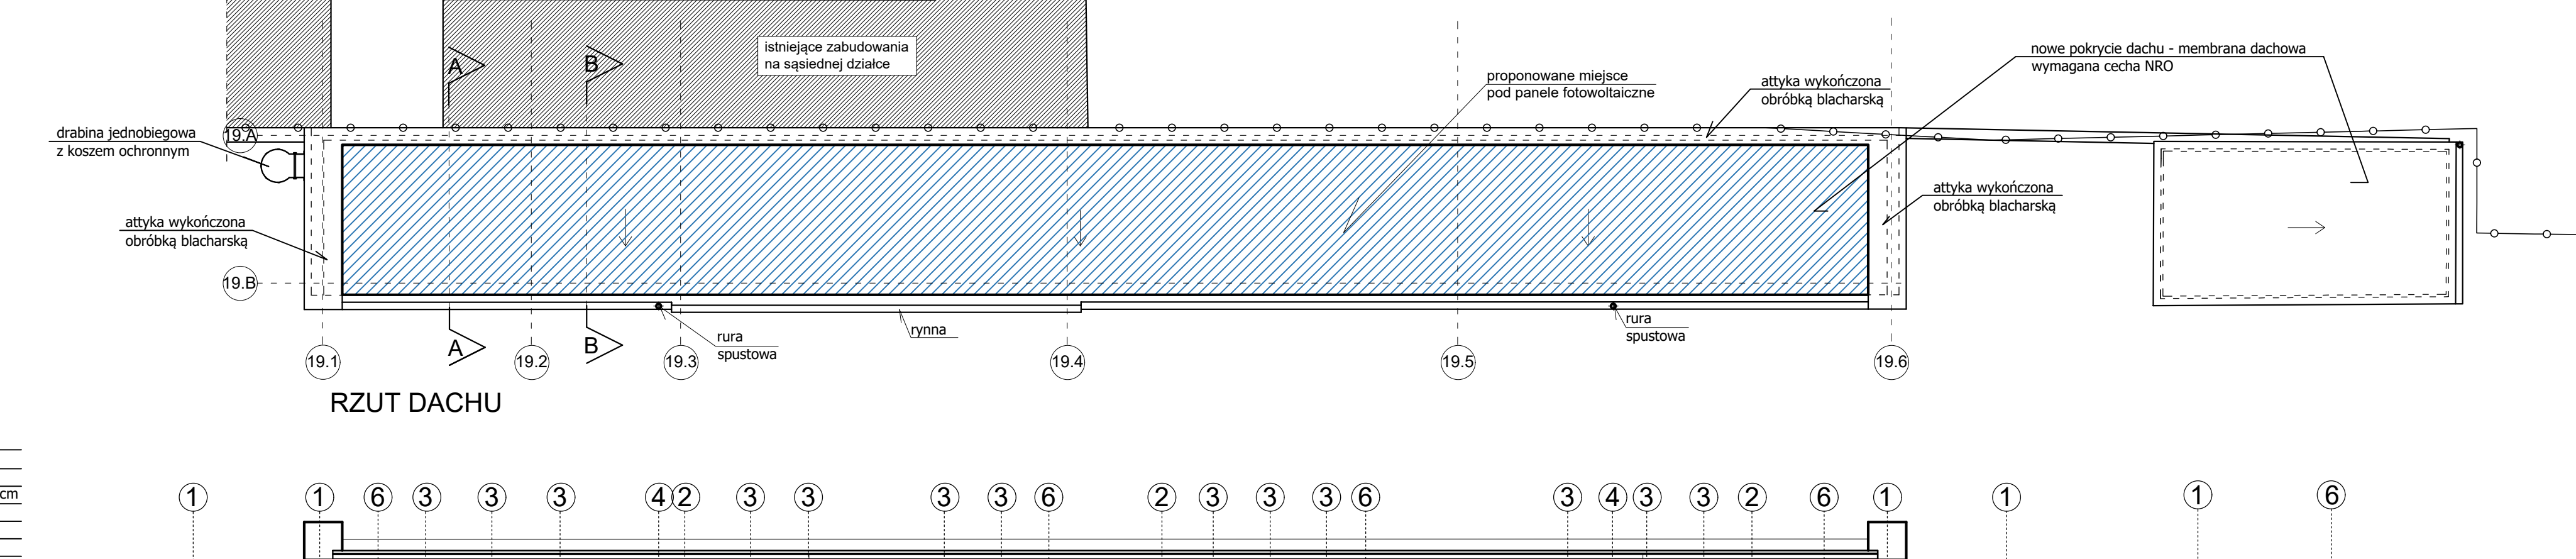 istniejące zabudowania
na sąsiednej działce
A
B
proponowane miejsce
pod panele fotowoltaiczne
attyka wykończona
obróbką blacharską
nowe pokrycie dachu - membrana dachowa
wymagana cecha NRO
drabina jednobiegowa
z koszem ochronnym
19.A
attyka wykończona
obróbką blacharską
attyka wykończona
obróbką blacharską
19.B
A
B
rura
spustowa
rynna
rura
spustowa
19.1
19.2
19.3
19.4
19.5
19.6
RZUT DACHU
cm
1 1 6 3 3 3 4 2 3 3 3 3 6 2 3 3 3 6 3 4 3 3 2 6 1 1 1 6